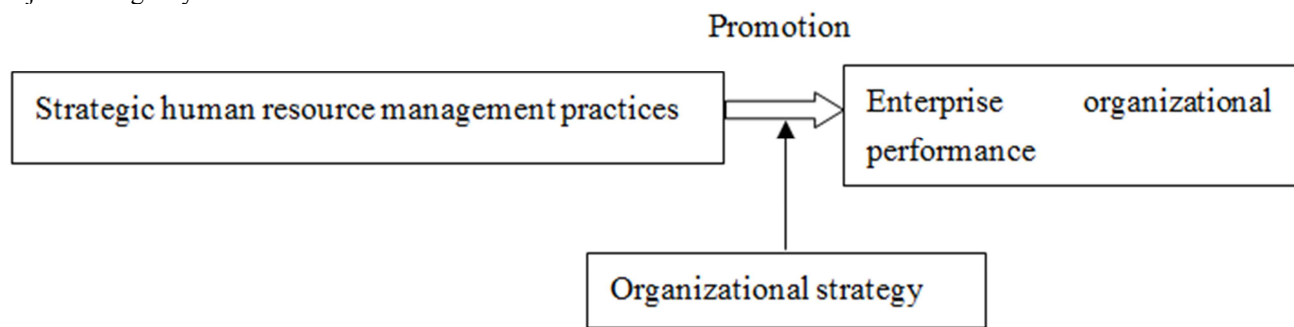 Promotion
Strategic human resource management practices
Enterprise organizational
performance
Organizational strategy